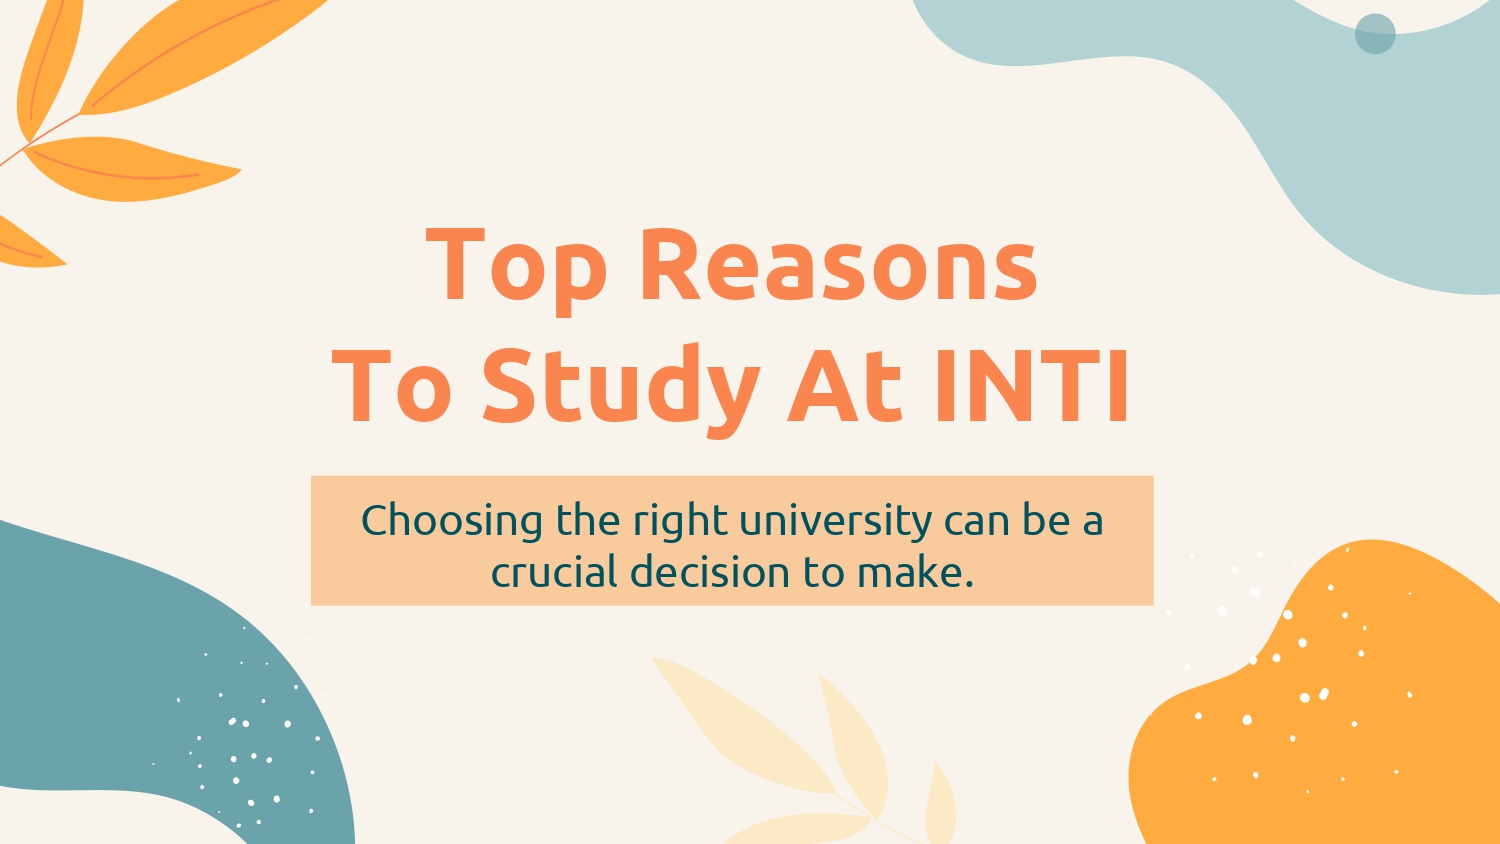 Top Reasons
To Study At INTI
Choosing the right university can be a
crucial decision to make.